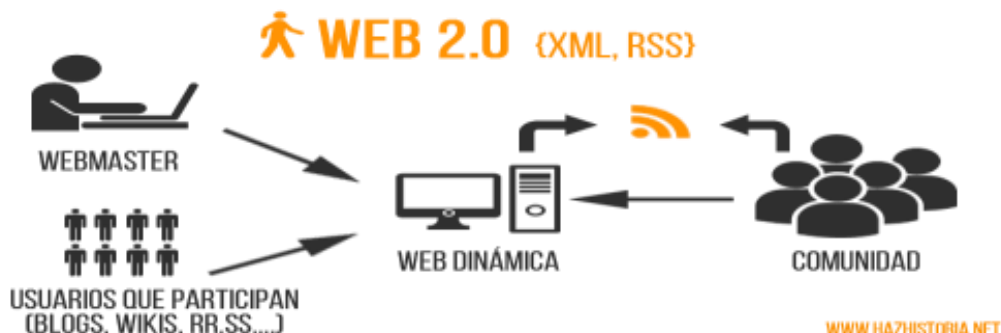 WEB 2.0 {XML, RSS}
WEBMASTER
WEB DINÁMICA
COMUNIDAD
USUARIOS QUE PARTICIPAN
(BLOGS, WIKIS, RR.SS....)
WWW.HAZHISTORIA.NET